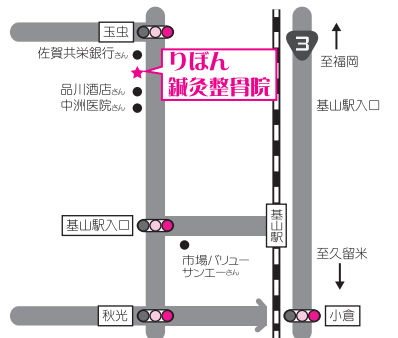 玉虫
3
佐賀共栄銀行さん
至福岡
りぼん
鍼灸整骨院
品川酒店さん
中洲医院さん
基山駅入口
基山駅入口
基山駅
市場バリュー
サンエーさん
至久留米
秋光
小倉